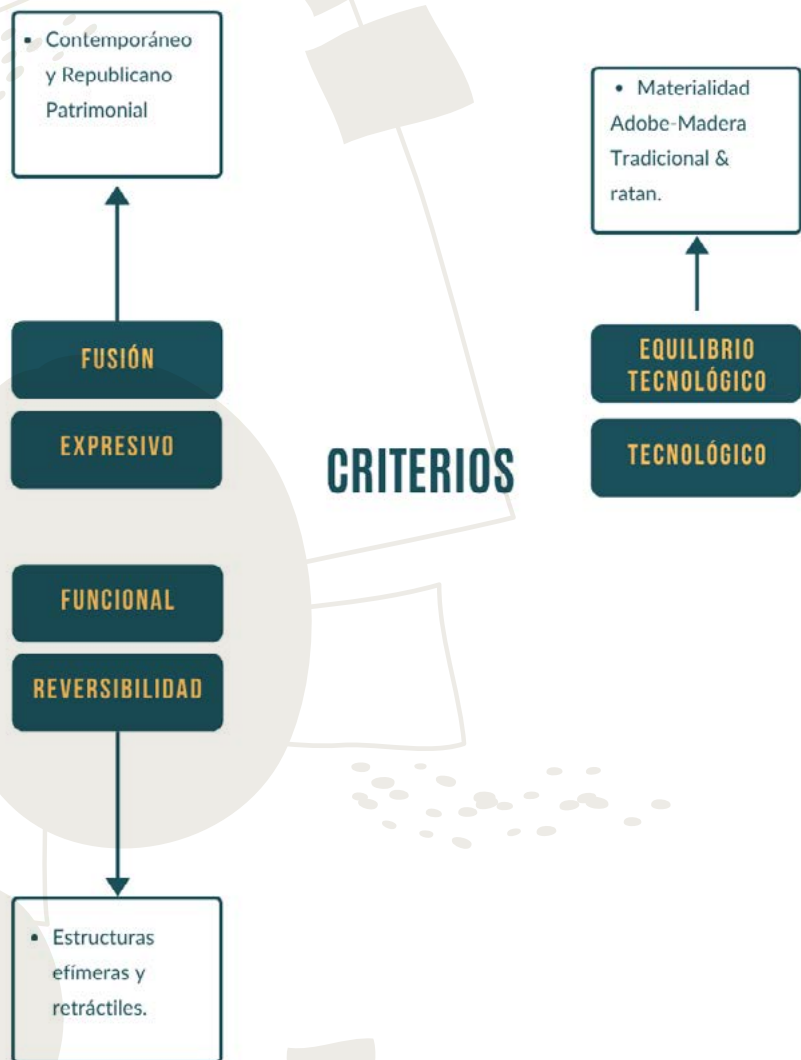 • Contemporáneo
y Republicano
Patrimonial
• Materialidad
Adobe-Madera
Tradicional &
ratan.
FUSIÓN
EXPRESIVO
EQUILIBRIO
TECNOLÓGICO
TECNOLÓGICO
CRITERIOS
FUNCIONAL
REVERSIBILIDAD
• Estructuras
efímeras y
retráctiles.